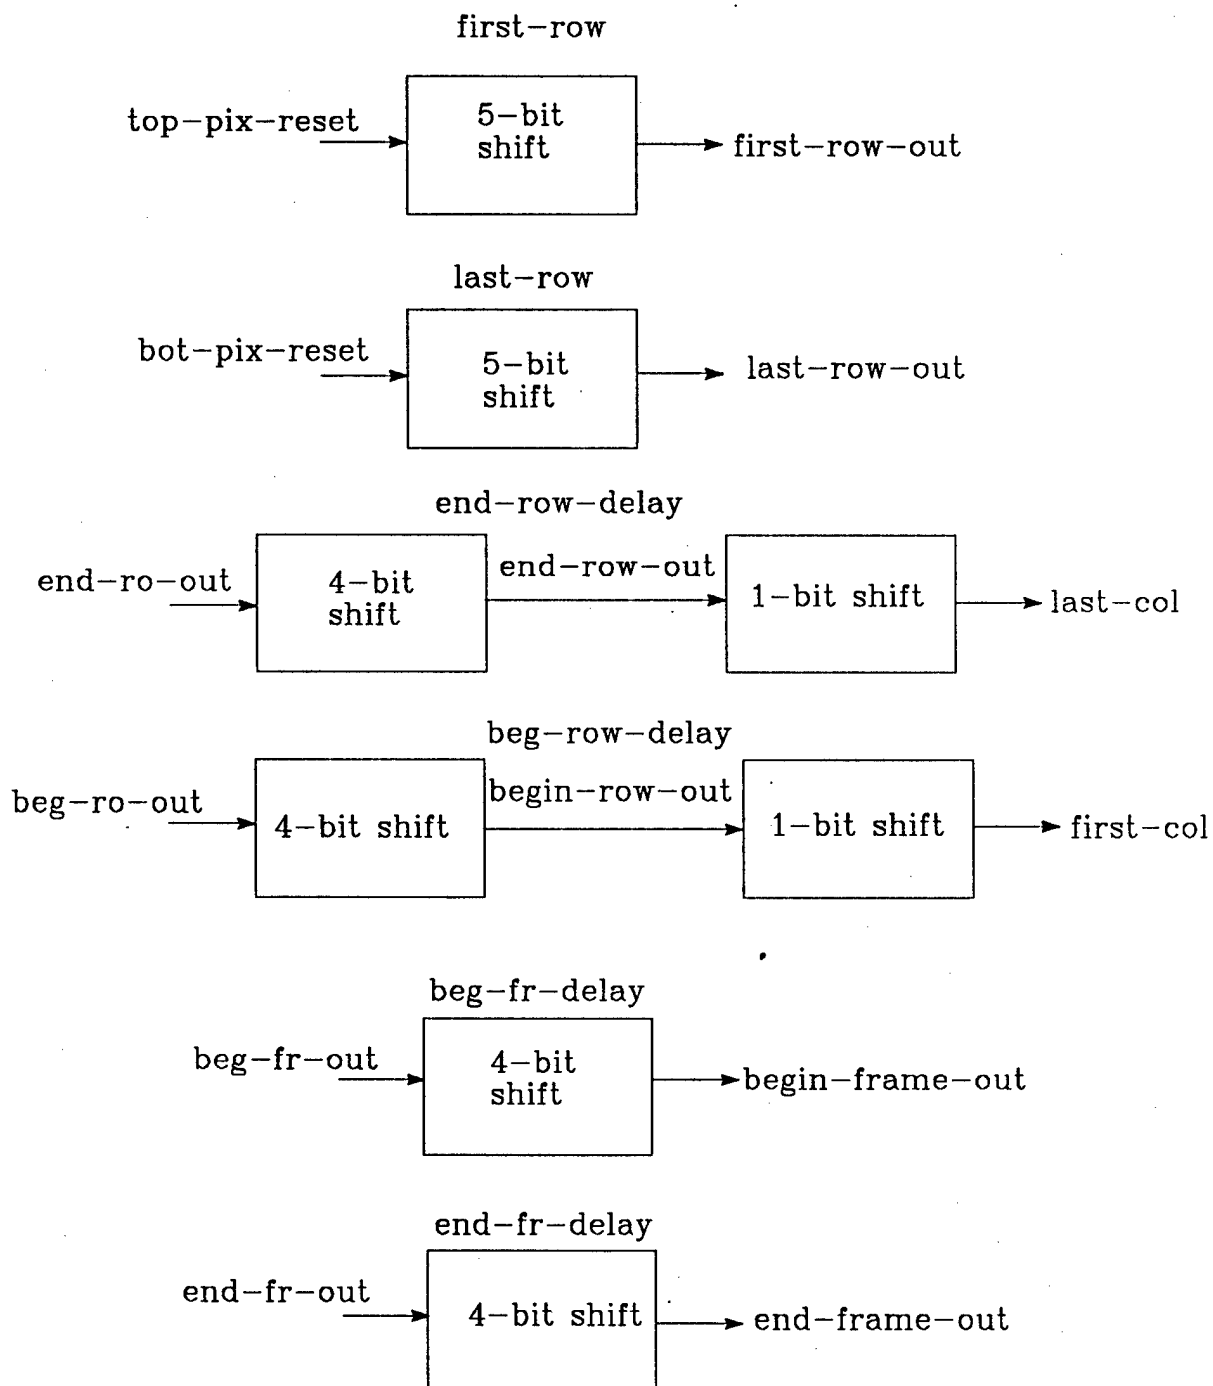 first-row
top-pix-reset
5-bit
shift
first-row-out
last-row
bot-pix-reset
5-bit
shift
last-row-out
end-row-delay
end-ro-out
4-bit
shift
end-row-out
1-bit shift
last-col
beg-row-delay
beg-ro-out
4-bit shift
begin-row-out
1-bit shift
first-col
beg-fr-delay
beg-fr-out
4-bit
shift
begin-frame-out
end-fr-delay
end-fr-out
4-bit shift
end-frame-out